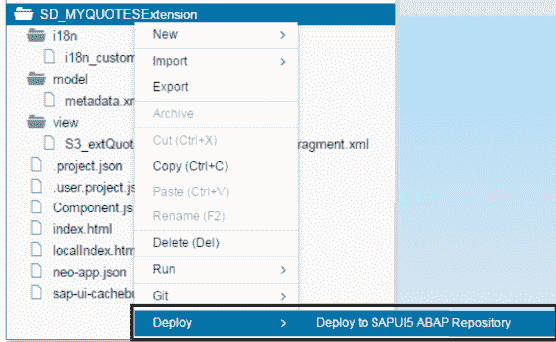 SD_MYQUOTESExtension
i18n
i18n_custom
model
metadata.xm
view
S3_extQuot
ragment.xml
.project.json
.user.project.js
Component.js
index.html
localIndex.htm
neo-app.json
sap-ui-cachebu
New
Import
Export
Archive
Cut (Ctrl+X)
Copy (Ctrl+C)
Paste (Ctrl+V)
Rename (F2)
Delete (Del)
Run
Git
Deploy
Deploy to SAPUI5 ABAP Repository